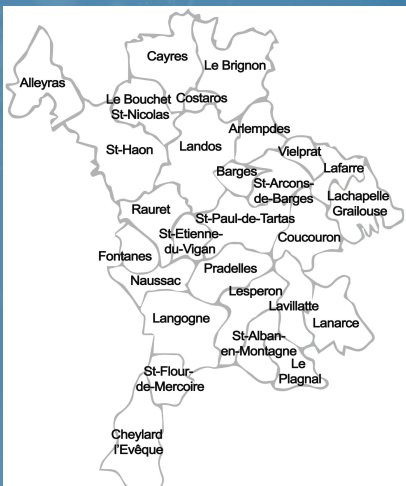 Cayres
Le Brignon
Alleyras
Le Bouchet
St-Nicolas
Costaros
Arlempdes
St-Haon
Landos
Vielprat
Lafarre
Barges
St-Arcons-
de-Barges
Lachapelle
Grailouse
Rauret
St-Paul-de-Tartas
St-Etienne-
du-Vigan
Coucouron
Fontanes
Pradelles
Naussac
Lesperon
Lavillatte
Langogne
Lanarce
St-Alban-
en-Montagne
Le
Plagnal
St-Flour-
de-Mercoire
Cheylard
l'Evêque